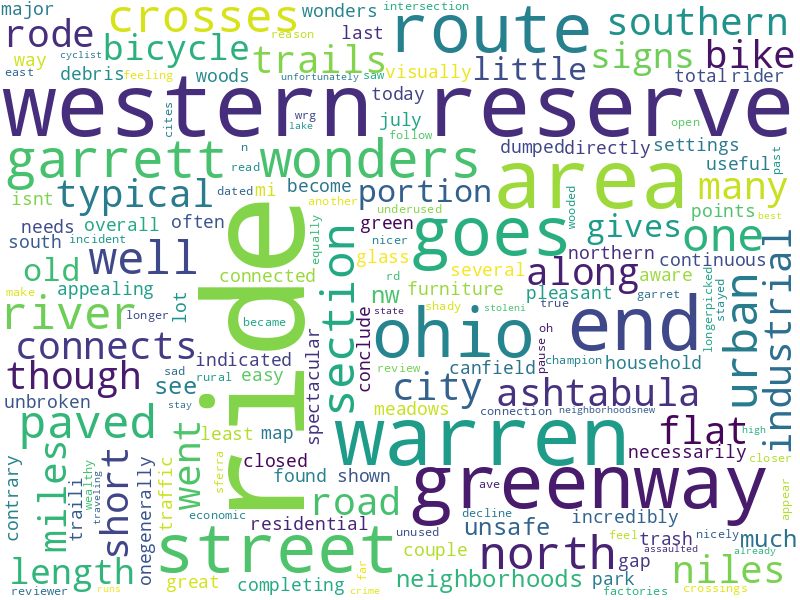 major
crosses
wonders
route
intersection
southern
rode
reason
last
signs
bike
way
bicycle
trails
visually
little
cyclist
east
feeling
debris
woods
unfortunately
saw
total
rider
western
reserve
cites
wrg
today
july
open
lake
follow
garrett
wonders
n
read
dumped
directly
settings
past
isnt
typical
dated
mi
become
portion
area
useful
many
another
underused
wooded
needs
overall
often
green
equally
goes
gives
points
one
south
incident
well
ride
section
nicer
glass
northern
continuous
urban
industrial
old
connected
nw
several
along
aware
appealing
lot
rd
furniture
pleasant
best
make
shady
true
garret
river
longer
state
stoleni
longerpicked
stayed
became
ohio
end
connects
sad
spectacular
review
pause
oh
champion
household
though
see
indicated
conclude
canfield
unbroken
rural
easy
city
ashtabula
stay
meadows
connection
neighborhoodsnew
paved
least
map
warren
flat
high
went
closed
necessarily
closer
miles
short
sferra
found
shown
greenway
contrary
trailli
wealthy
traveling
onegenerally
traffic
road
ave
appear
economic
residential
decline
unsafe
incredibly
much
street
unused
feel
trash
nicely
north
couple
gap
assaulted
already
length
great
completing
far
crime
neighborhoods
park
niles
crossings
reviewer
runs
factories